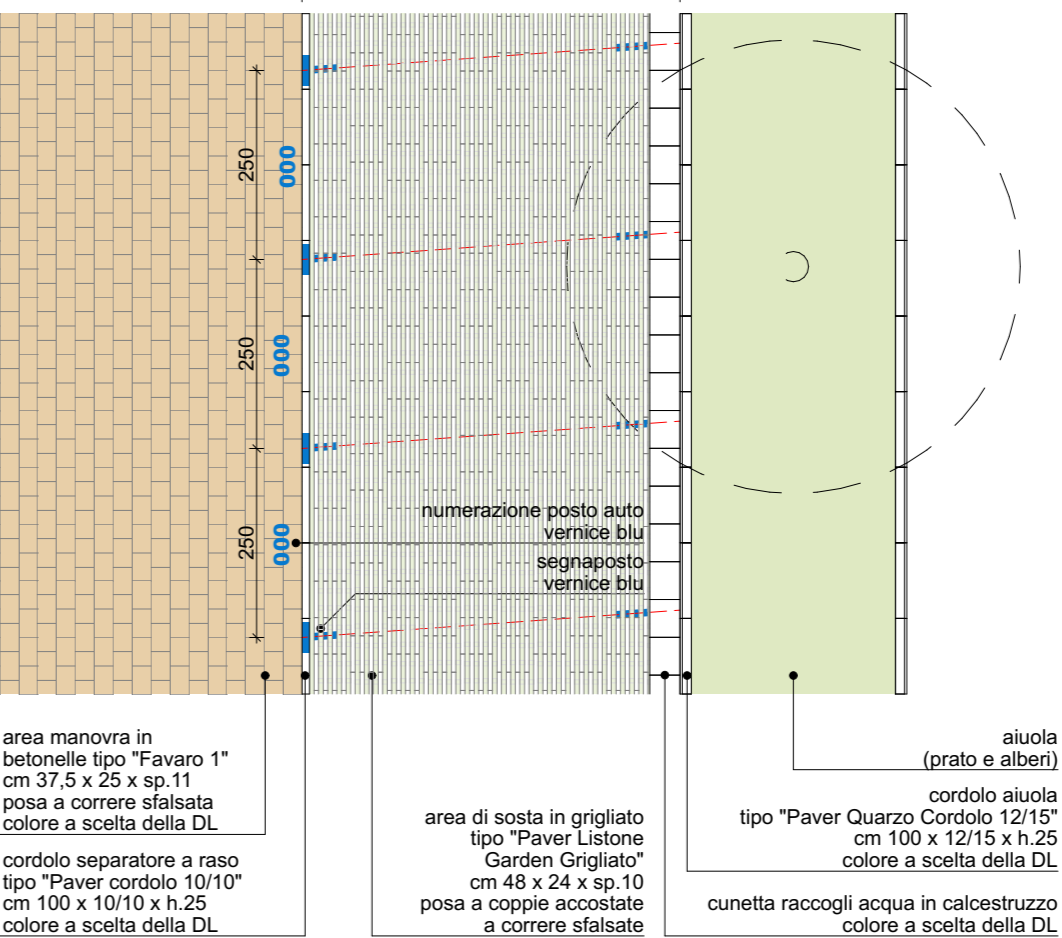 250
000
250
000
250
000
numerazione posto auto
vernice blu
segnaposto
vernice blu
area manovra in
betonelle tipo "Favaro 1"
cm 37,5 x 25 x sp.11
posa a correre sfalsata
colore a scelta della DL
cordolo separatore a raso
tipo "Paver cordolo 10/10"
cm 100 x 10/10 x h.25
colore a scelta della DL
area di sosta in grigliato
tipo "Paver Listone
Garden Grigliato"
cm 48 x 24 x sp.10
posa a coppie accostate
a correre sfalsate
aiuola
(prato e alberi)
cordolo aiuola
tipo "Paver Quarzo Cordolo 12/15"
cm 100 x 12/15 x h.25
colore a scelta della DL
cunetta raccogli acqua in calcestruzzo
colore a scelta della DL